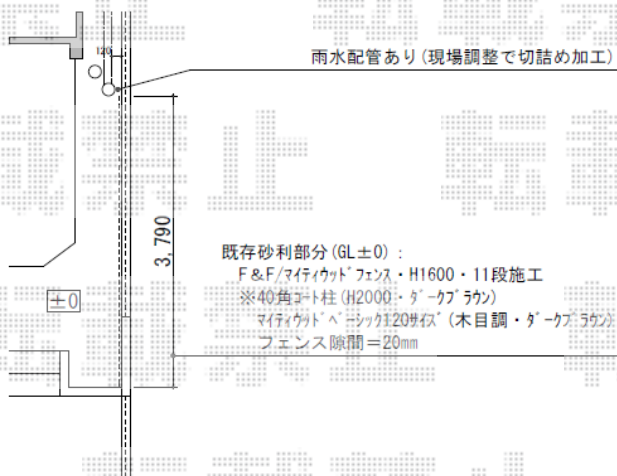 120
雨水配管あり(現場調整で切詰め加工)
3,790
既存砂利部分(GL±0):
F&F/マイティウッドフェンス・H1600・11段施工
※40角コート柱(H2000・ダークブラウン)
マイティウッドベーシック120サイズ(木目調・ダークブラウン)
フェンス隙間=20mm
±0